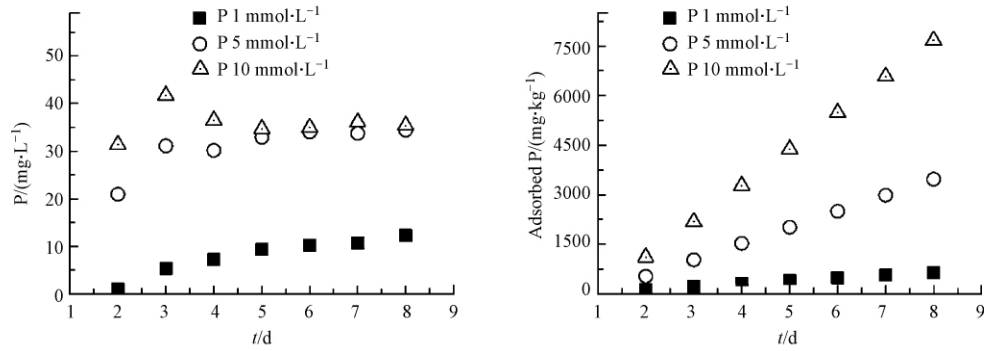 P 1 mmol·L⁻¹
P 5 mmol·L⁻¹
P 10 mmol·L⁻¹
50
40
30
20
10
0
P/(mg·L⁻¹)
1 2 3 4 5 6 7 8 9
t/d
P 1 mmol·L⁻¹
P 5 mmol·L⁻¹
P 10 mmol·L⁻¹
7500
6000
4500
3000
1500
0
Adsorbed P/(mg·kg⁻¹)
1 2 3 4 5 6 7 8 9
t/d